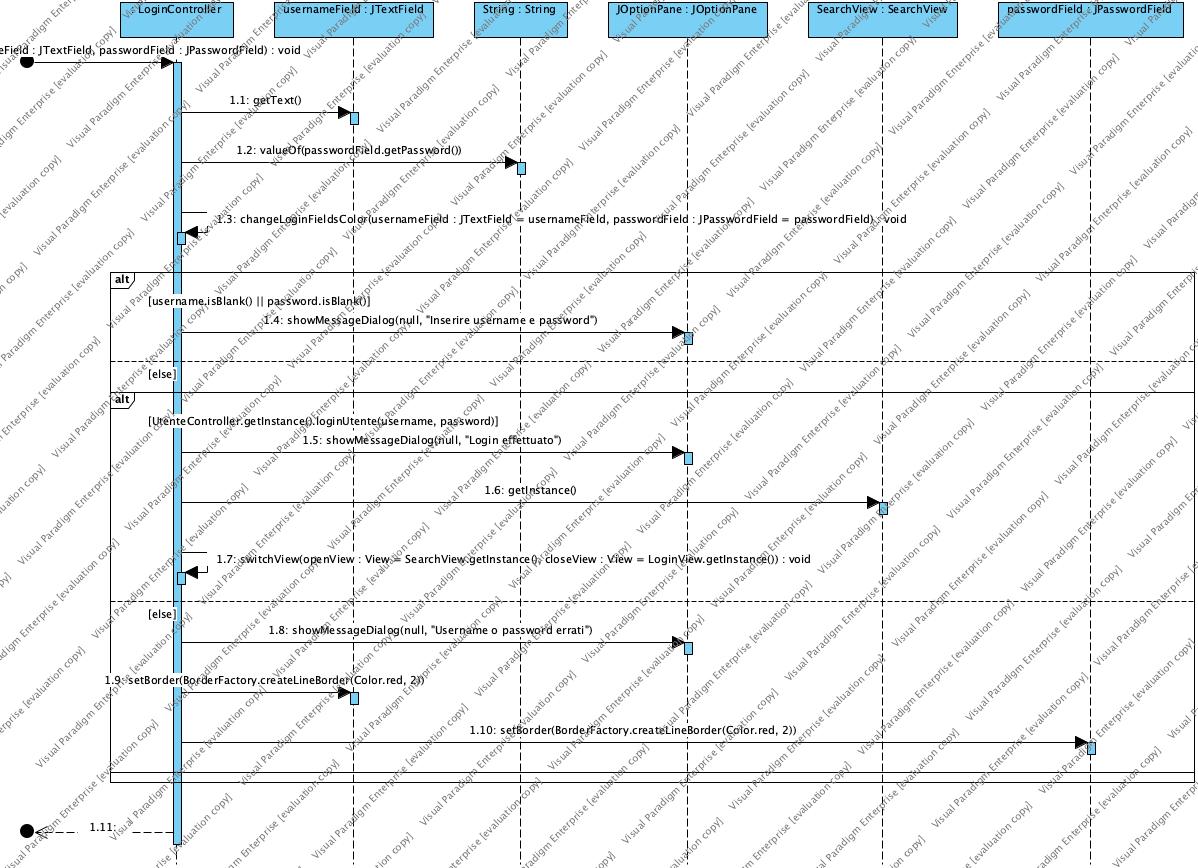 LoginController
usernameField : JTextField
String : String
JOptionPane : JOptionPane
SearchView : SearchView
passwordField : JPasswordField
eField : JTextField, passwordField : JPasswordField) : void
1.1: getText()
1.2: valueOf(passwordField.getPassword())
1.3: changeLoginFieldsColor(usernameField : JTextField = usernameField, passwordField : JPasswordField = passwordField) : void
alt
[username.isBlank() || password.isBlank()]
1.4: showMessageDialog(null, "Inserire username e password")
[else]
alt
[UtenteController.getInstance().loginUtente(username, password)]
1.5: showMessageDialog(null, "Login effettuato")
1.6: getInstance()
1.7: switchView(openView : View = SearchView.getInstance(), closeView : View = LoginView.getInstance()) : void
[else]
1.8: showMessageDialog(null, "Username o password errati")
1.9: setBorder(BorderFactory.createLineBorder(Color.red, 2))
1.10: setBorder(BorderFactory.createLineBorder(Color.red, 2))
1.11:
Visual Paradigm Enterprise [evaluation copy]